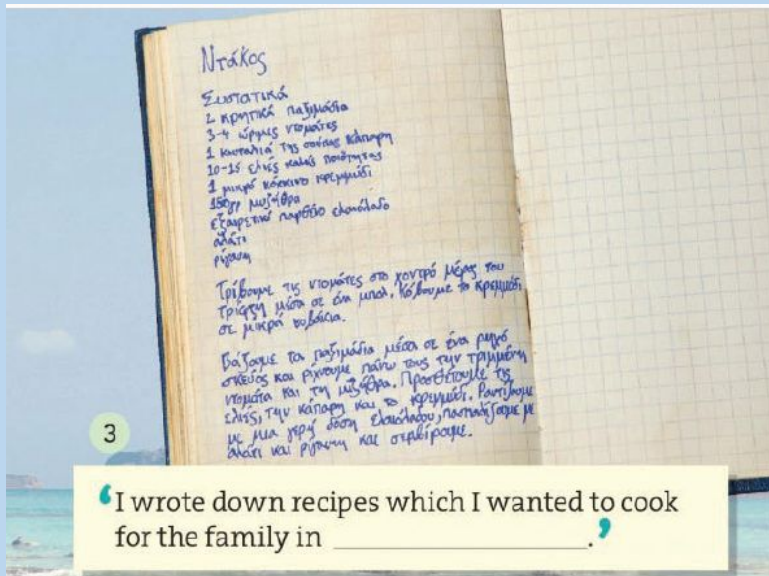 Ντάκος
Συστατικά
2 κρητικά παξιμάδια
3-4 ώριμες ντομάτες
1 κουταλιά της σούπας κάπαρη
10-15 ελιές καλής ποιότητας
1 μικρό κόκκινο κρεμμύδι
150γρ μυζήθρα
εξαιρετικό παρθένο ελαιόλαδο
αλάτι
ρίγανη
Τρίβουμε τις ντομάτες στο χοντρό μέρος του
τρίφτη μέσα σε ένα μπολ. Κόβουμε το κρεμμύδι
σε μικρά κυβάκια.
Βάζουμε τα παξιμάδια μέσα σε ένα ρηχό
σκεύος και ρίχνουμε πάνω τους την τριμμένη
ντομάτα και τη μυζήθρα. Προσθέτουμε τις
ελιές, την κάπαρη και το κρεμμύδι. Ραντίζουμε
με μια γερή δόση ελαιόλαδου, πασπαλίζουμε με
αλάτι και ρίγανη και σερβίρουμε.
3
‘I wrote down recipes which I wanted to cook
for the family in ____________________.’